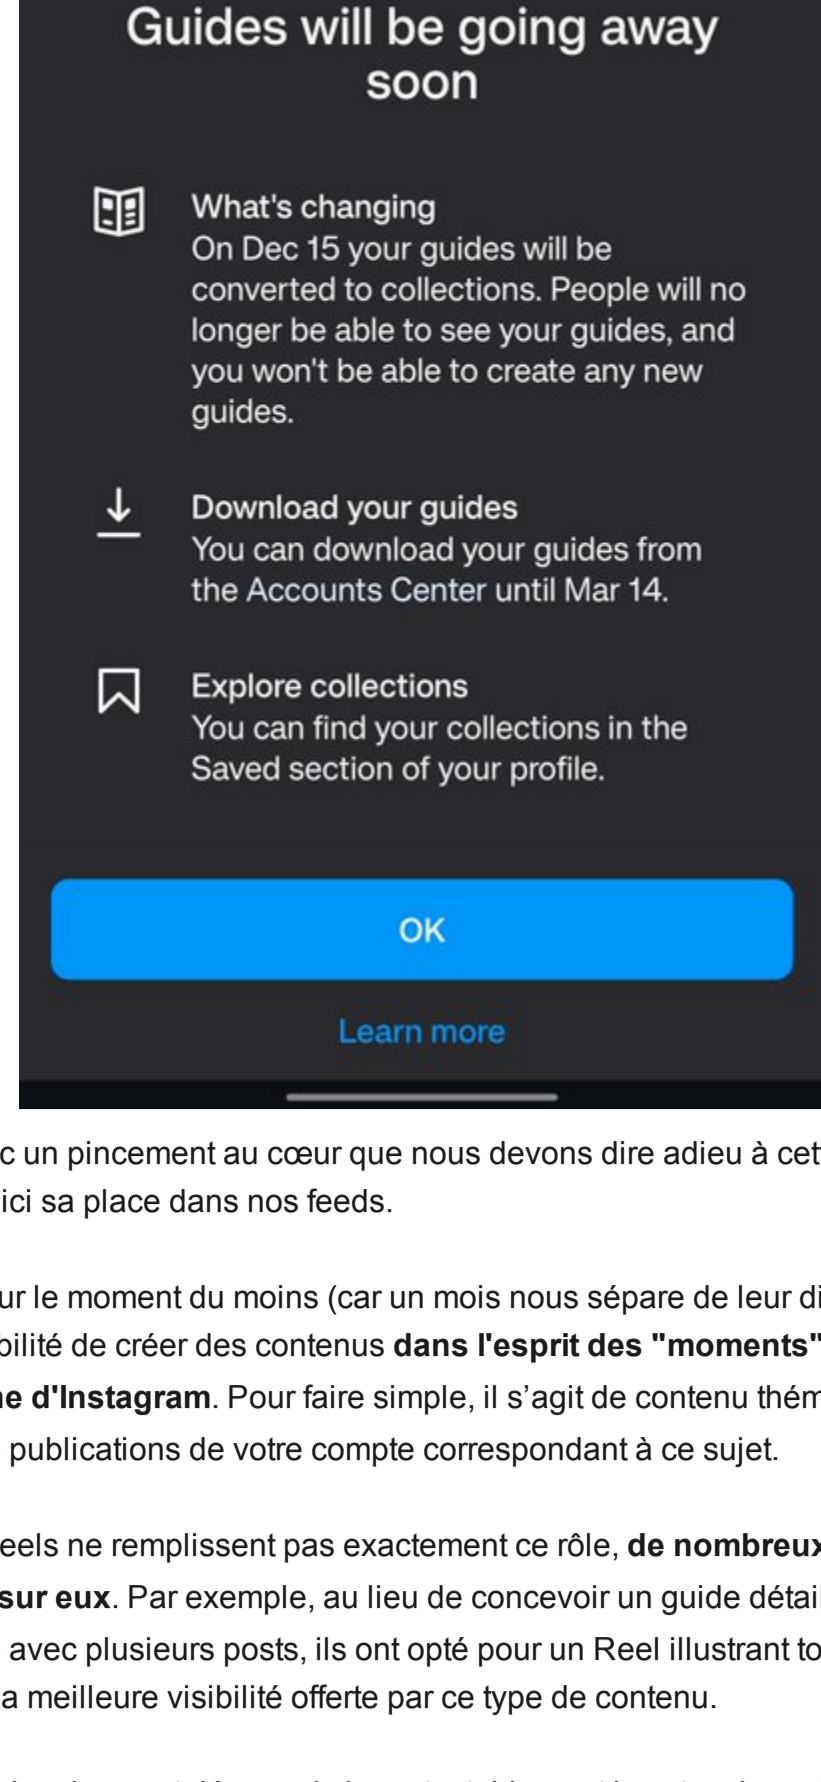 Guides will be going away
soon
What's changing
On Dec 15 your guides will be
converted to collections. People will no
longer be able to see your guides, and
you won't be able to create any new
guides.
Download your guides
You can download your guides from
the Accounts Center until Mar 14.
Explore collections
You can find your collections in the
Saved section of your profile.
OK
Learn more
c un pincement au cœur que nous devons dire adieu à cet
ici sa place dans nos feeds.
ur le moment du moins (car un mois nous sépare de leur di
bilité de créer des contenus dans l'esprit des "moments"
ne d'Instagram. Pour faire simple, il s’agit de contenu thém
publications de votre compte correspondant à ce sujet.
eels ne remplissent pas exactement ce rôle, de nombreux
sur eux. Par exemple, au lieu de concevoir un guide détail
avec plusieurs posts, ils ont opté pour un Reel illustrant to
a meilleure visibilité offerte par ce type de contenu.